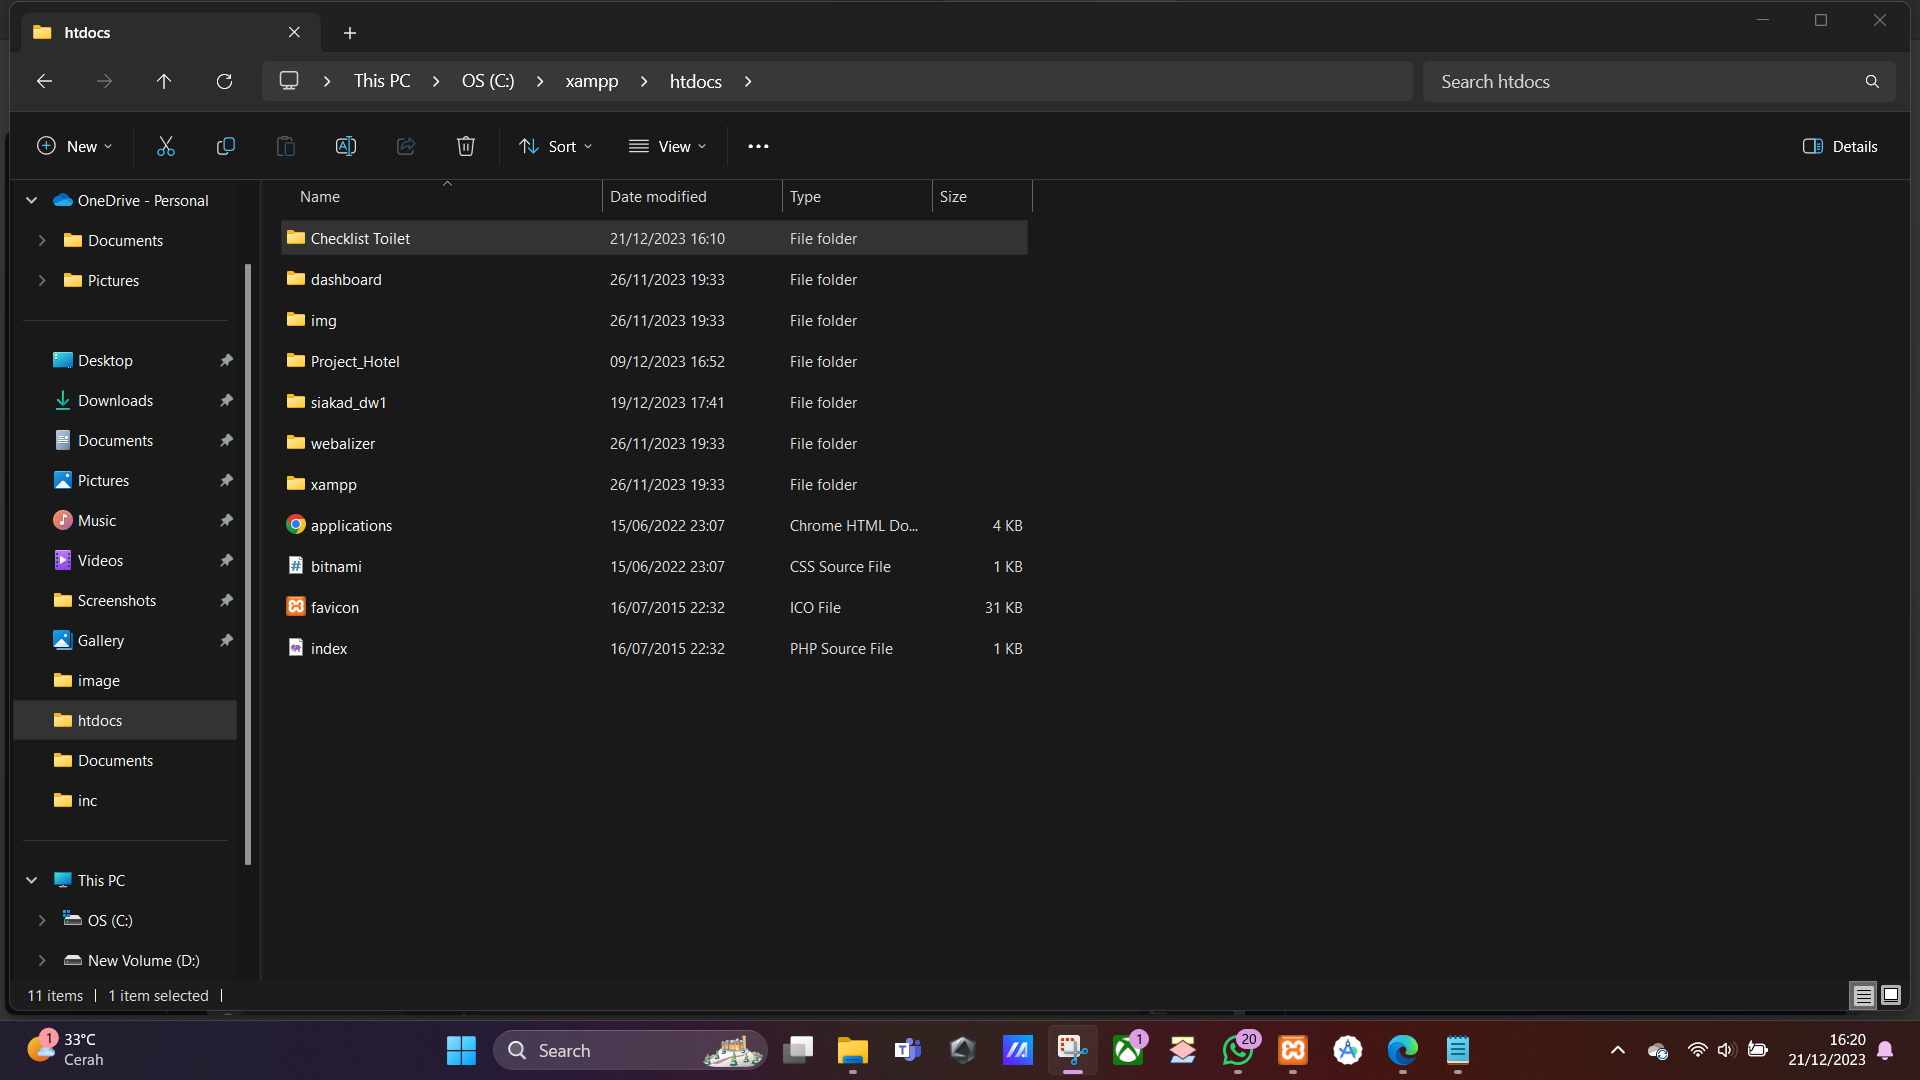 htdocs
This PC
OS (C:)
xampp
htdocs
Search htdocs
New
Sort
View
Details
OneDrive - Personal
Documents
Pictures
Desktop
Downloads
Documents
Pictures
Music
Videos
Screenshots
Gallery
image
htdocs
Documents
inc
This PC
OS (C:)
New Volume (D:)
Name Date modified Type Size
Checklist Toilet 21/12/2023 16:10 File folder
dashboard 26/11/2023 19:33 File folder
img 26/11/2023 19:33 File folder
Project_Hotel 09/12/2023 16:52 File folder
siakad_dw1 19/12/2023 17:41 File folder
webalizer 26/11/2023 19:33 File folder
xampp 26/11/2023 19:33 File folder
applications 15/06/2022 23:07 Chrome HTML Do... 4 KB
bitnami 15/06/2022 23:07 CSS Source File 1 KB
favicon 16/07/2015 22:32 ICO File 31 KB
index 16/07/2015 22:32 PHP Source File 1 KB
11 items
1 item selected
1
33°C
Cerah
Search
1
20
16:20
21/12/2023